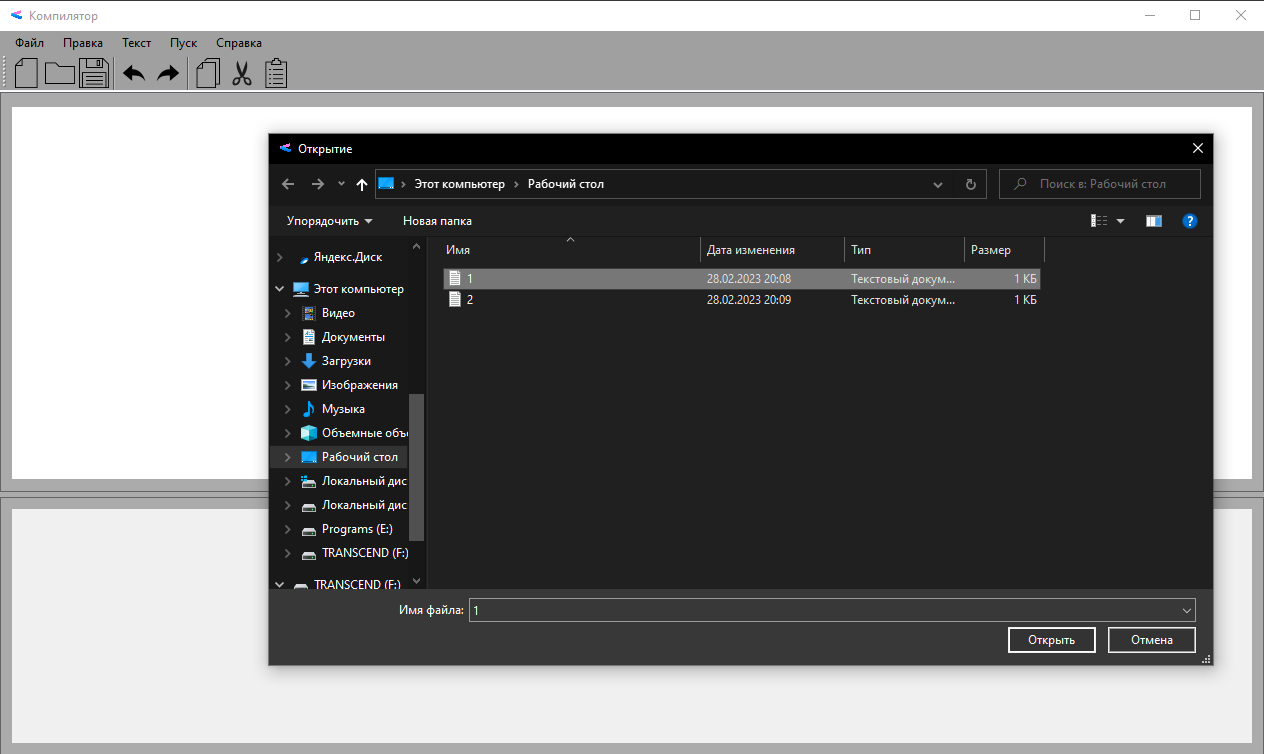 Компилятор
Файл Правка Текст Пуск Справка
Открытие
Этот компьютер Рабочий стол Поиск в: Рабочий стол
Упорядочить Новая папка
Имя Дата изменения Тип Размер
1 28.02.2023 20:08 Текстовый докум... 1 КБ
2 28.02.2023 20:09 Текстовый докум... 1 КБ
Яндекс.Диск
Этот компьютер
Видео
Документы
Загрузки
Изображения
Музыка
Объемные объ
Рабочий стол
Локальный дис
Локальный дис
Programs (E:)
TRANSCEND (F:)
TRANSCEND (F:)
Имя файла: 1
Открыть Отмена